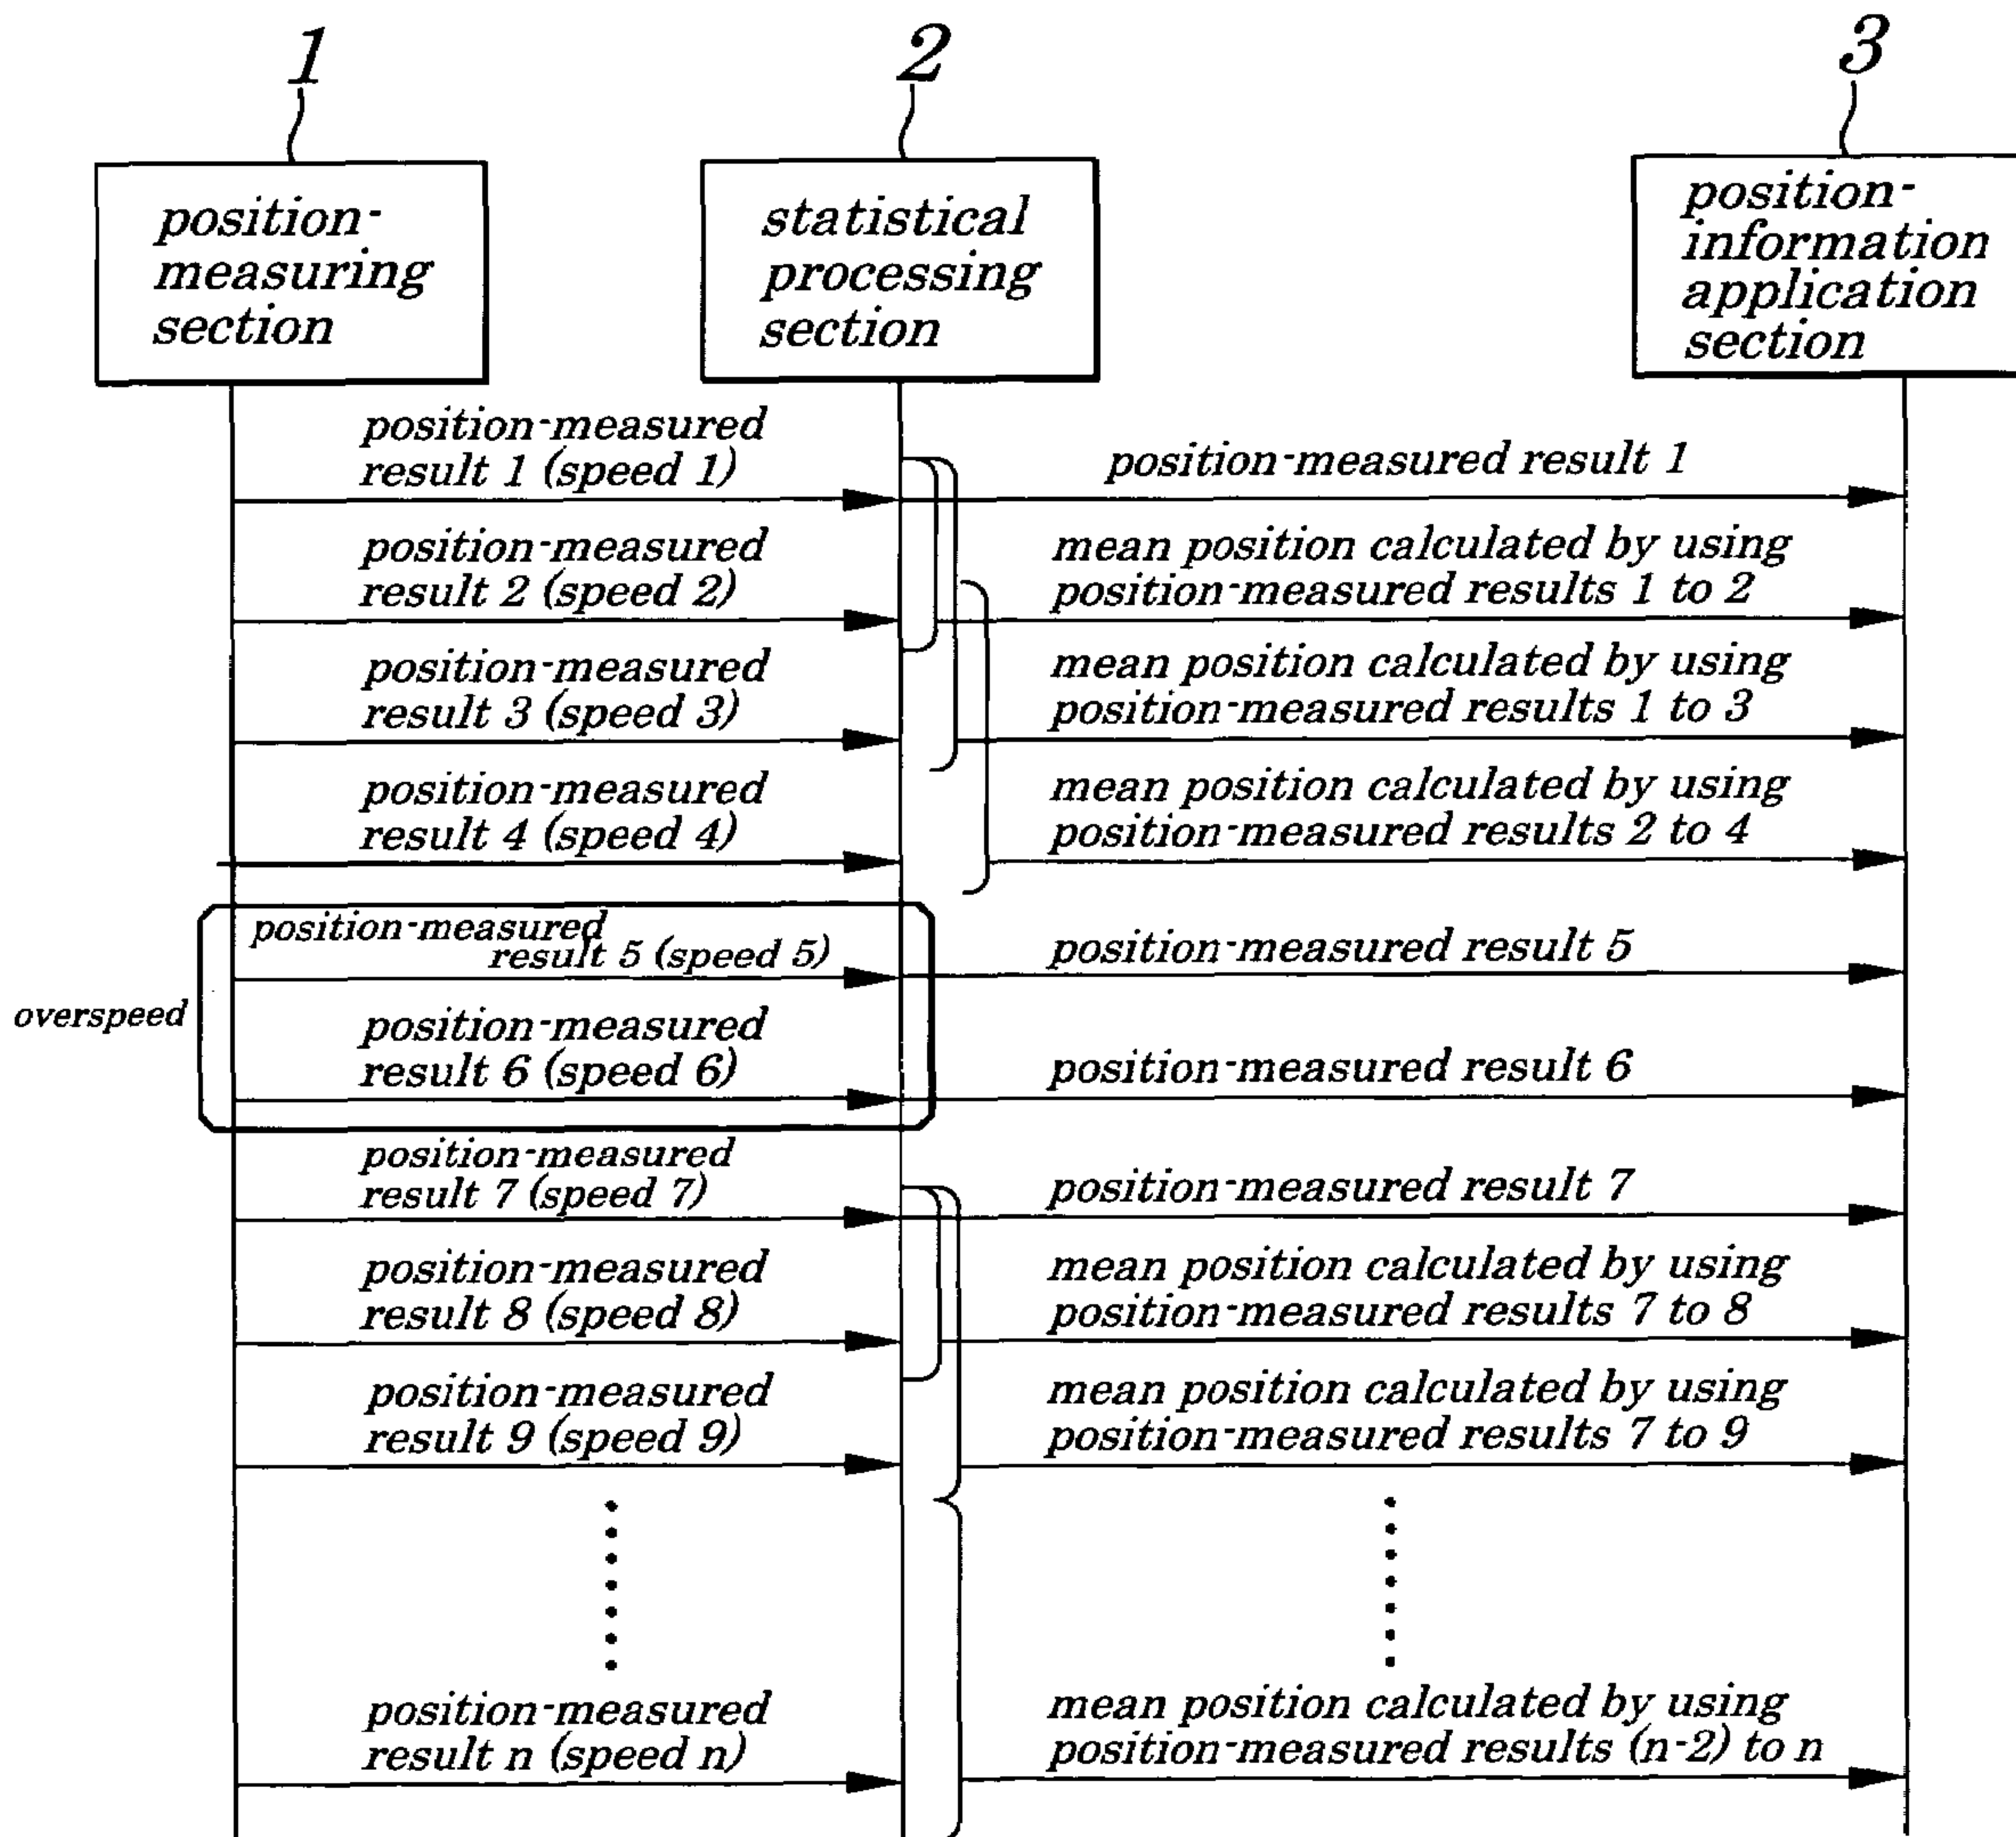 1
2
3
position-
measuring
section
statistical
processing
section
position-
information
application
section
position-measured
result 1 (speed 1)
position-measured result 1
position-measured
result 2 (speed 2)
mean position calculated by using
position-measured results 1 to 2
position-measured
result 3 (speed 3)
mean position calculated by using
position-measured results 1 to 3
position-measured
result 4 (speed 4)
mean position calculated by using
position-measured results 2 to 4
overspeed
position-measured
result 5 (speed 5)
position-measured result 5
position-measured
result 6 (speed 6)
position-measured result 6
position-measured
result 7 (speed 7)
position-measured result 7
position-measured
result 8 (speed 8)
mean position calculated by using
position-measured results 7 to 8
position-measured
result 9 (speed 9)
mean position calculated by using
position-measured results 7 to 9
position-measured
result n (speed n)
mean position calculated by using
position-measured results (n-2) to n